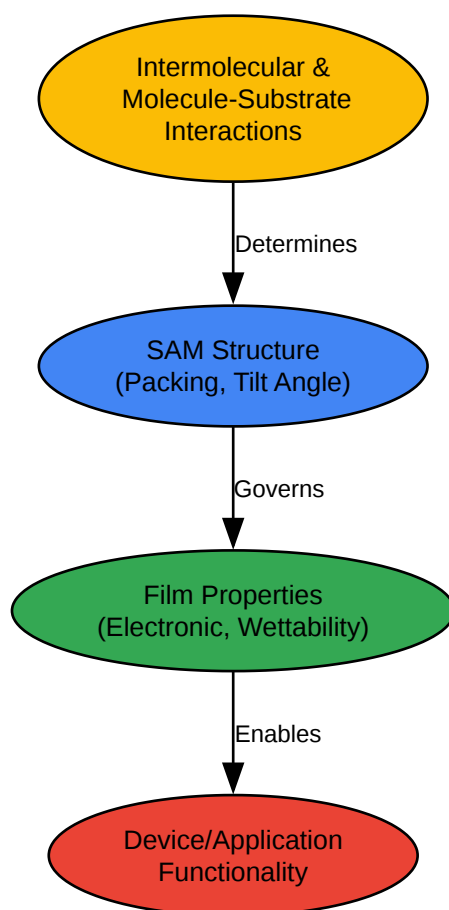 Intermolecular &
Molecule-Substrate
Interactions
Determines
SAM Structure
(Packing, Tilt Angle)
Governs
Film Properties
(Electronic, Wettability)
Enables
Device/Application
Functionality